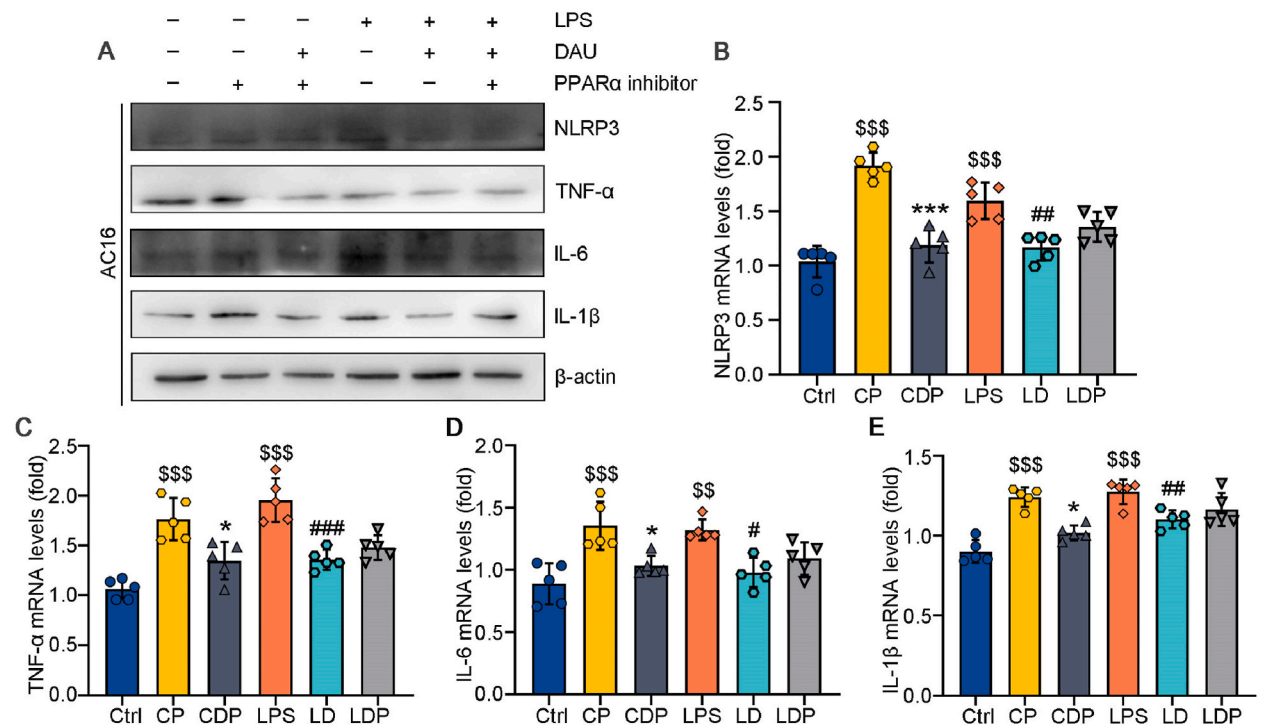 A
− − − + + + LPS
− − + − + + DAU
− + + − − + PPARα inhibitor
AC16
NLRP3
TNF-α
IL-6
IL-1β
β-actin
B
NLRP3 mRNA levels (fold)
2.5
2.0
1.5
1.0
0.5
0.0
$$$
***
$$$
##
Ctrl CP CDP LPS LD LDP
C
TNF-α mRNA levels (fold)
2.5
2.0
1.5
1.0
0.5
0.0
$$$
*
$$$
###
Ctrl CP CDP LPS LD LDP
D
IL-6 mRNA levels (fold)
2.0
1.5
1.0
0.5
0.0
$$$
*
$$
#
Ctrl CP CDP LPS LD LDP
E
IL-1β mRNA levels (fold)
1.5
1.0
0.5
0.0
$$$
*
$$$
##
Ctrl CP CDP LPS LD LDP